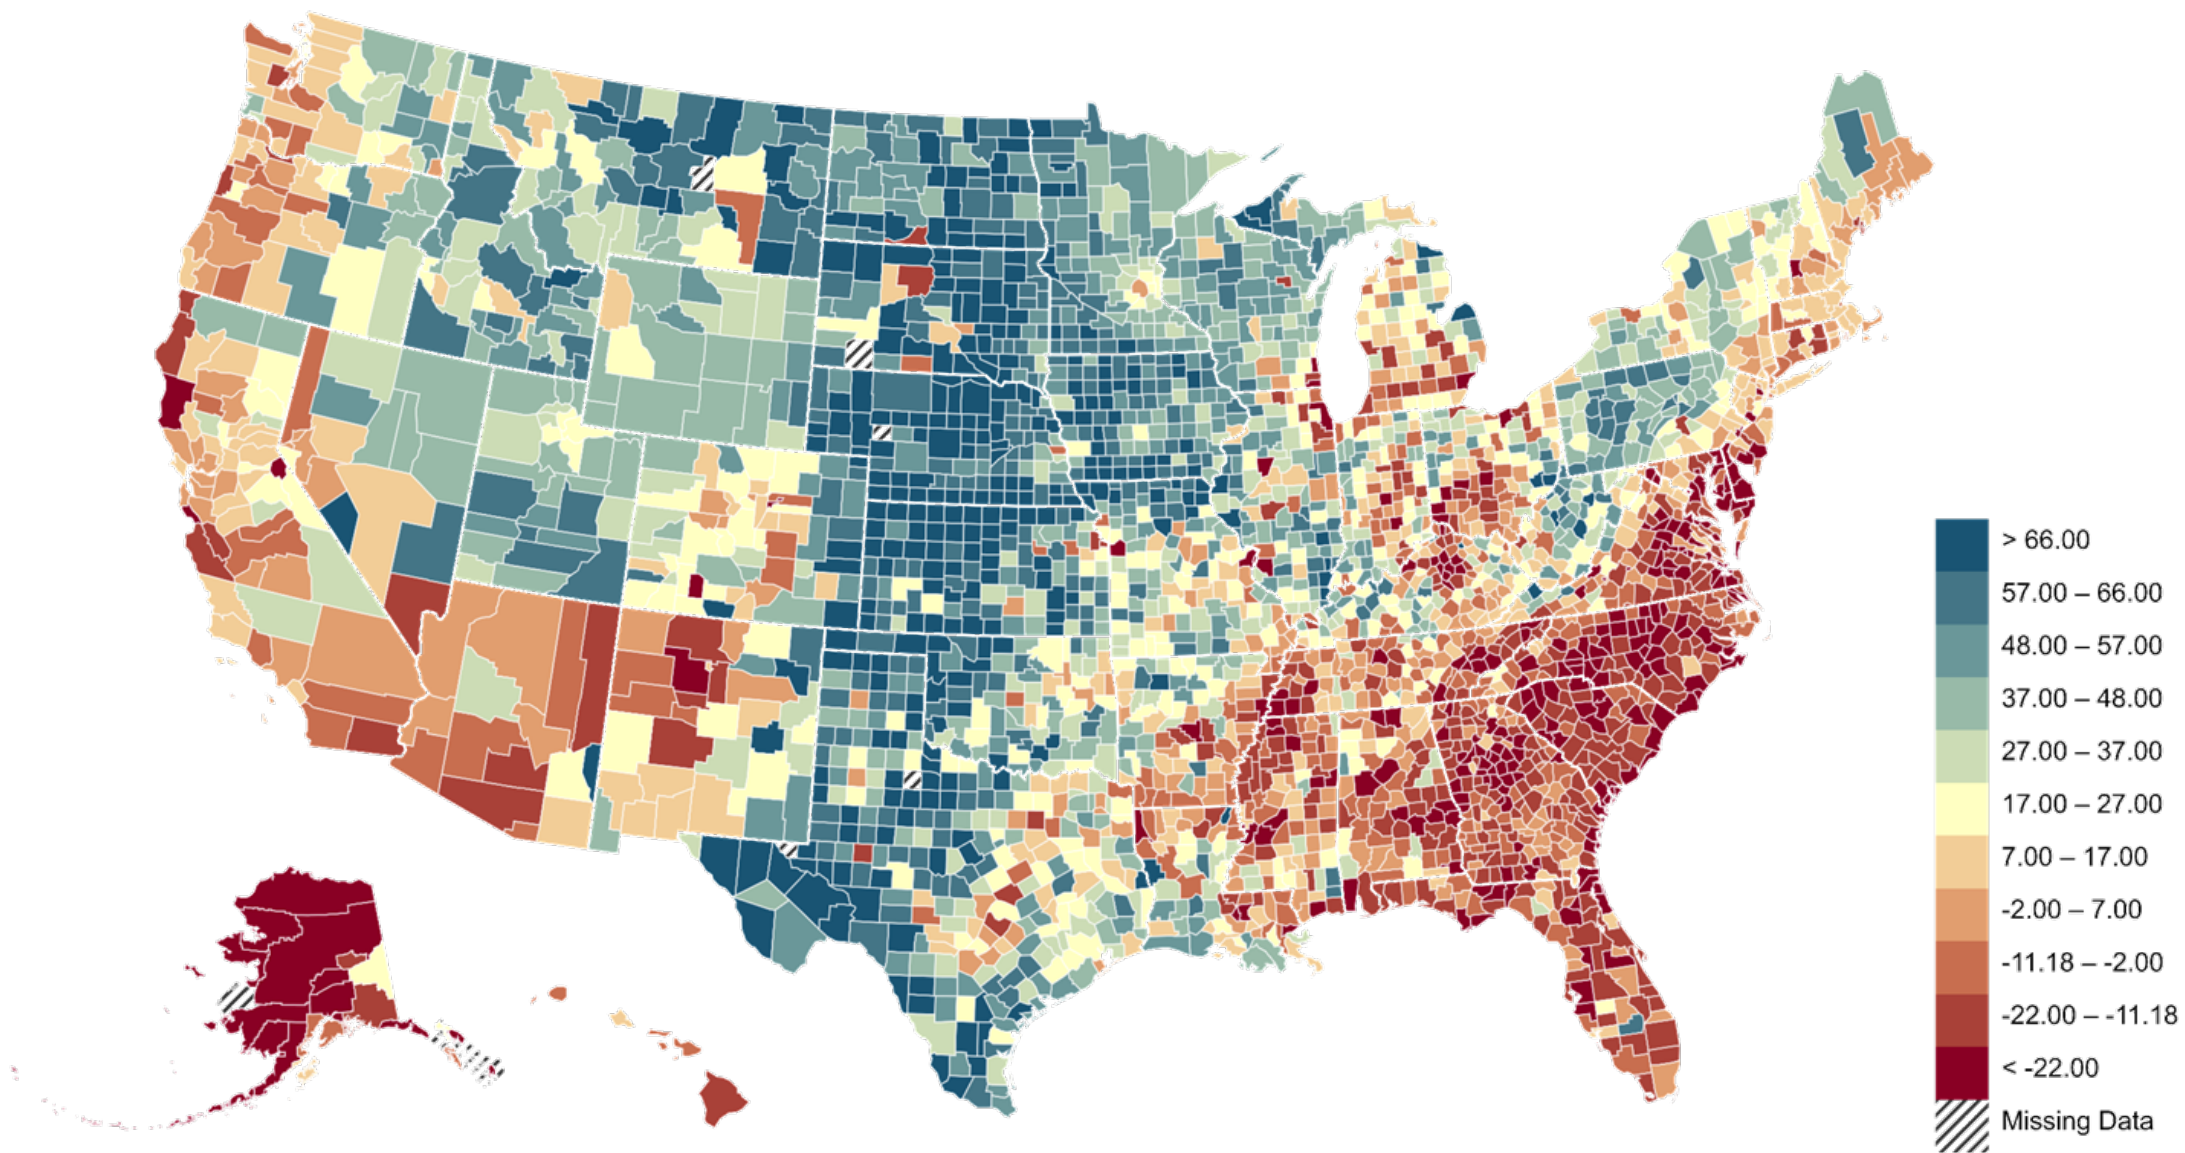 > 66.00
57.00 – 66.00
48.00 – 57.00
37.00 – 48.00
27.00 – 37.00
17.00 – 27.00
7.00 – 17.00
-2.00 – 7.00
-11.18 – -2.00
-22.00 – -11.18
< -22.00
Missing Data